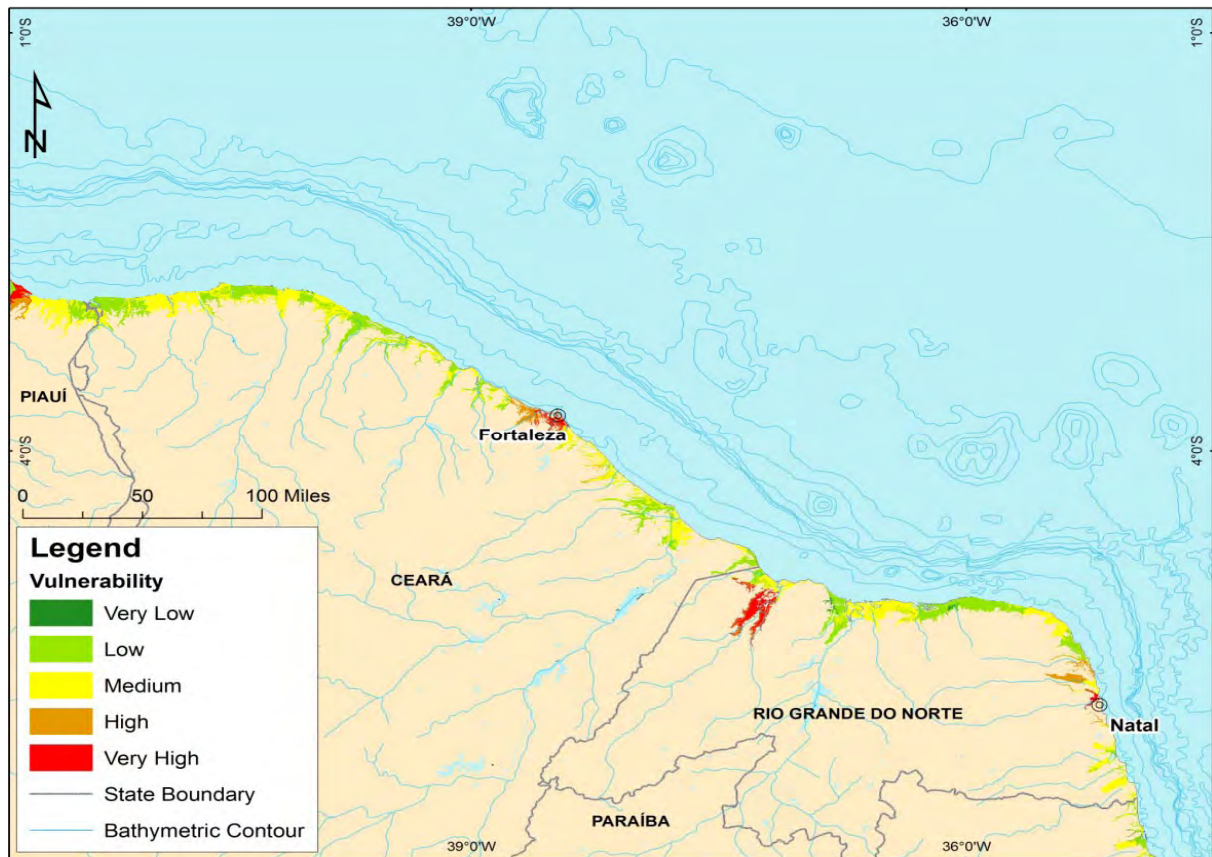 39°0'W
36°0'W
1°0'S
1°0'S
N
PIAUÍ
Fortaleza
4°0'S
4°0'S
0 50 100 Miles
Legend
Vulnerability
Very Low
Low
Medium
High
Very High
State Boundary
Bathymetric Contour
CEARÁ
RIO GRANDE DO NORTE
Natal
PARAÍBA
39°0'W
36°0'W